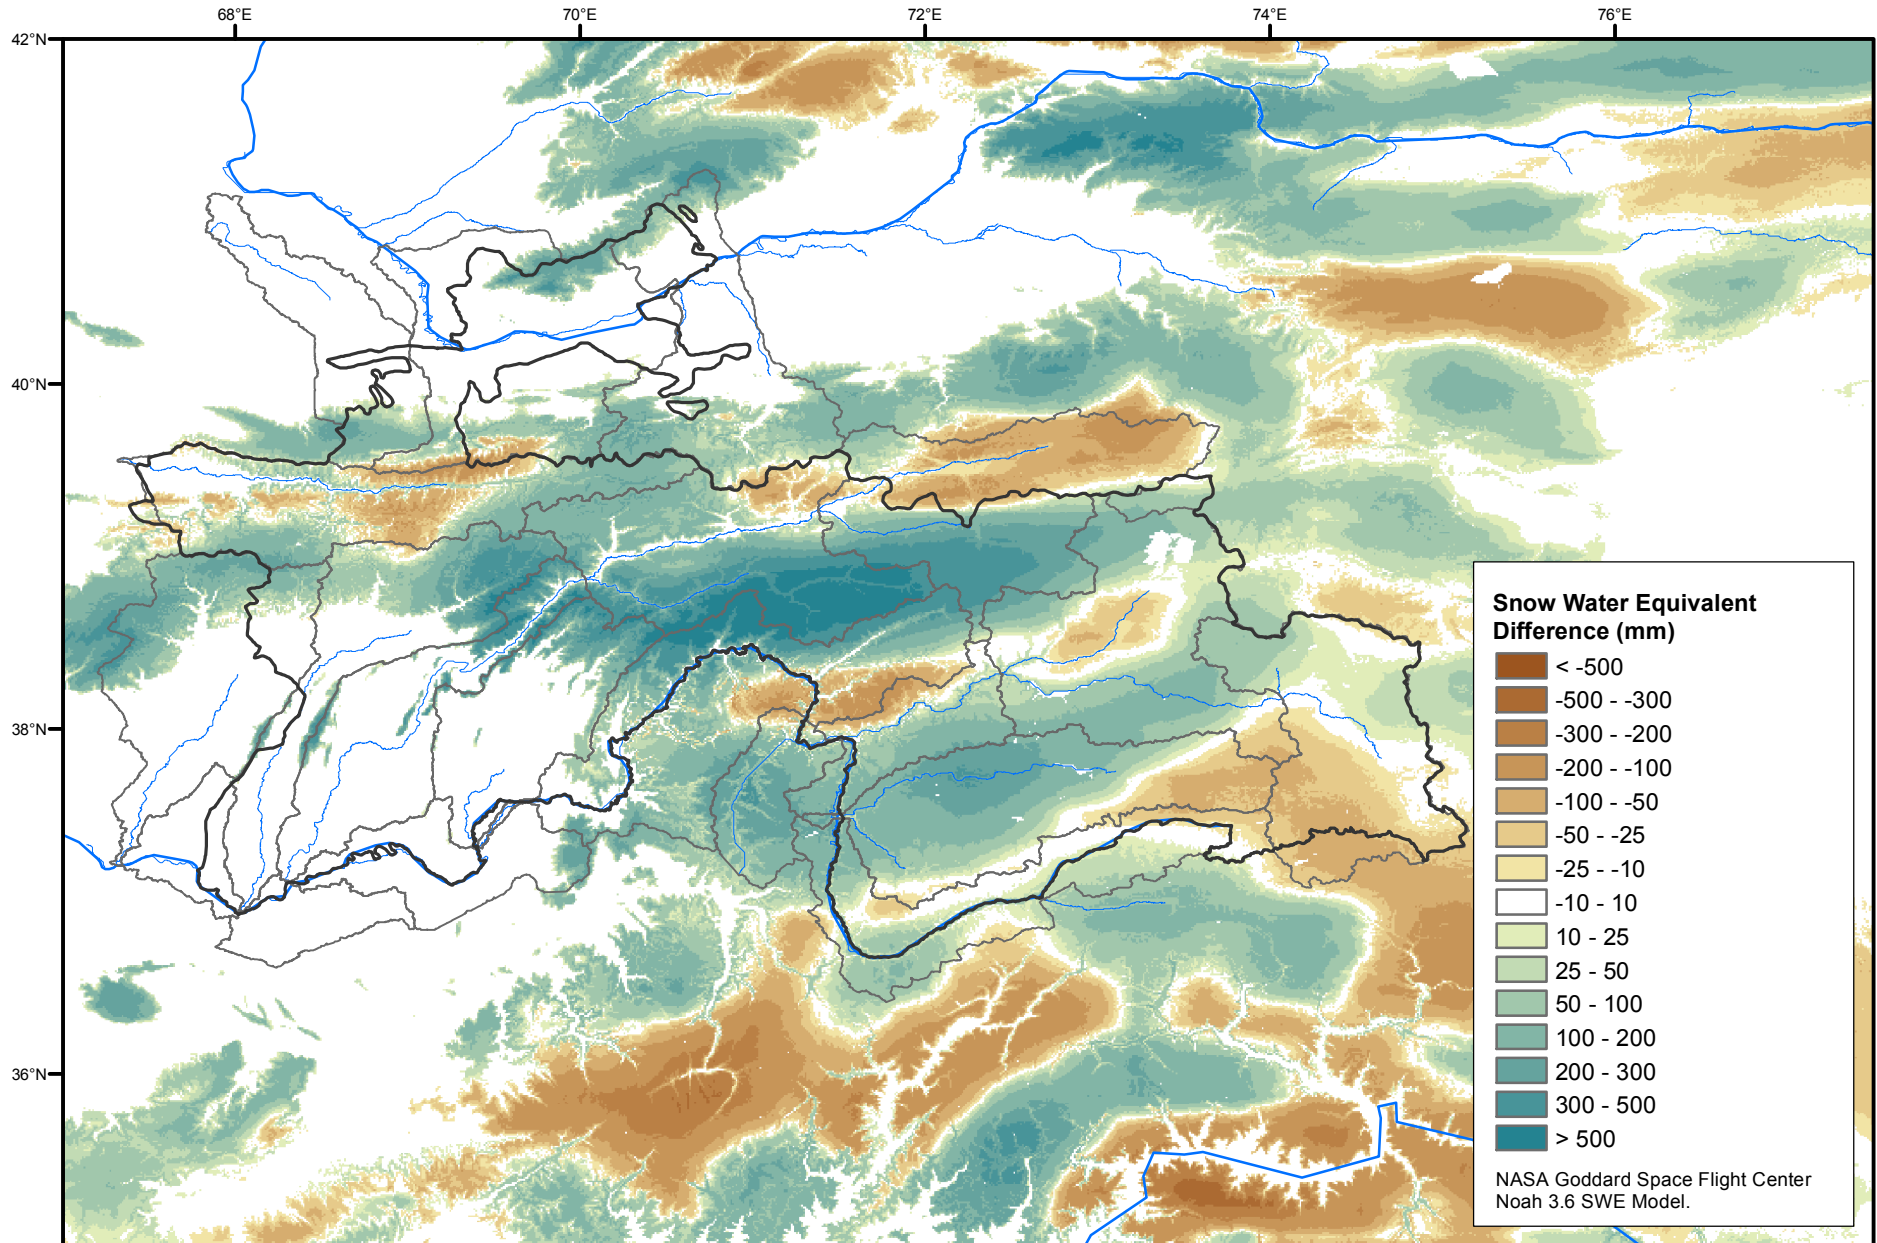 68°E 70°E 72°E 74°E 76°E
42°N
40°N
38°N
36°N
Snow Water Equivalent
Difference (mm)
< -500
-500 - -300
-300 - -200
-200 - -100
-100 - -50
-50 - -25
-25 - -10
-10 - 10
10 - 25
25 - 50
50 - 100
100 - 200
200 - 300
300 - 500
> 500
NASA Goddard Space Flight Center
Noah 3.6 SWE Model.